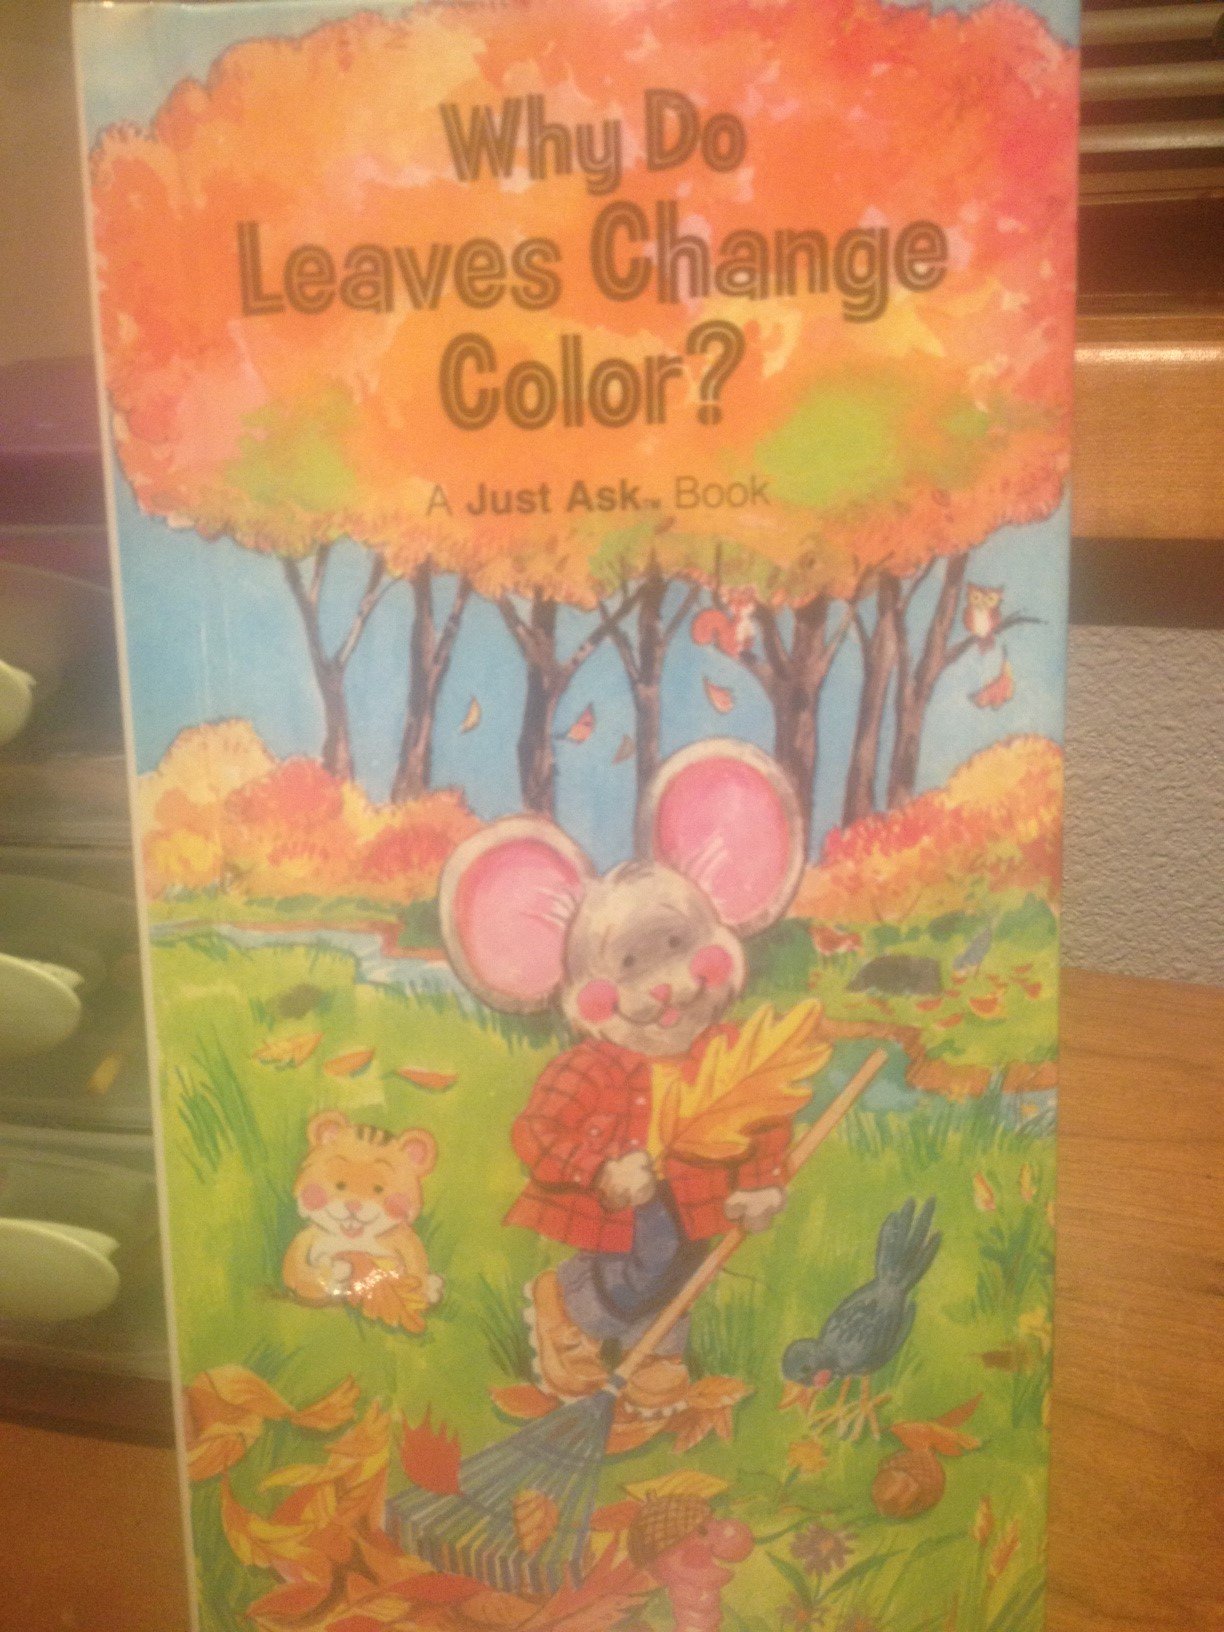 Why Do
Leaves Change
Color?
A Just Ask™ Book